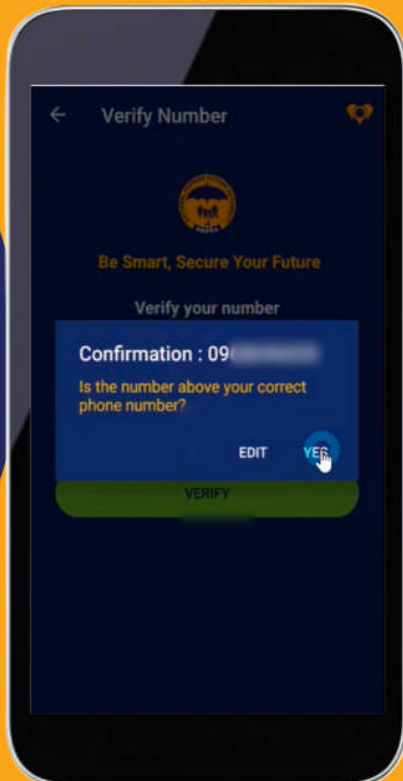 Verify Number
Be Smart, Secure Your Future
Verify your number
Confirmation : 09
Is the number above your correct
phone number?
EDIT YES
VERIFY